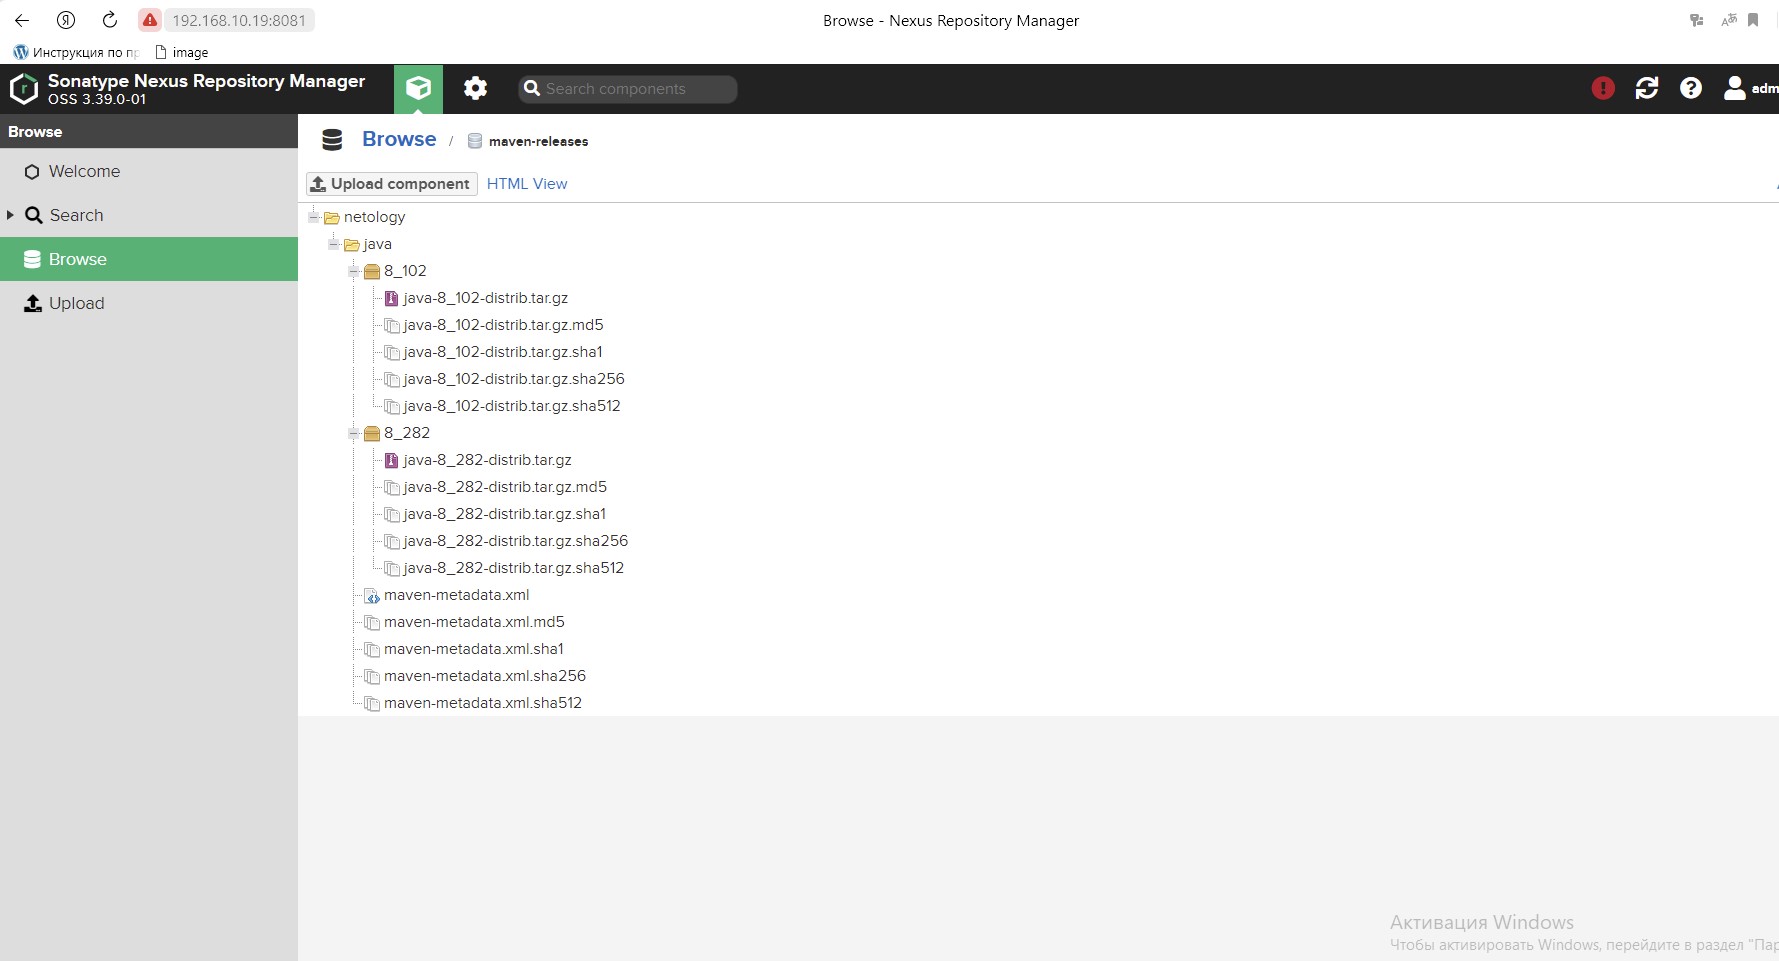 192.168.10.19:8081
Browse - Nexus Repository Manager
Инструкция по
image
Sonatype Nexus Repository Manager
OSS 3.39.0-01
Search components
Browse
Welcome
Search
Browse
Upload
Browse / maven-releases
Upload component
HTML View
netology
java
8_102
java-8_102-distrib.tar.gz
java-8_102-distrib.tar.gz.md5
java-8_102-distrib.tar.gz.sha1
java-8_102-distrib.tar.gz.sha256
java-8_102-distrib.tar.gz.sha512
8_282
java-8_282-distrib.tar.gz
java-8_282-distrib.tar.gz.md5
java-8_282-distrib.tar.gz.sha1
java-8_282-distrib.tar.gz.sha256
java-8_282-distrib.tar.gz.sha512
maven-metadata.xml
maven-metadata.xml.md5
maven-metadata.xml.sha1
maven-metadata.xml.sha256
maven-metadata.xml.sha512
Активация Windows
Чтобы активировать Windows, перейдите в раздел "Пар